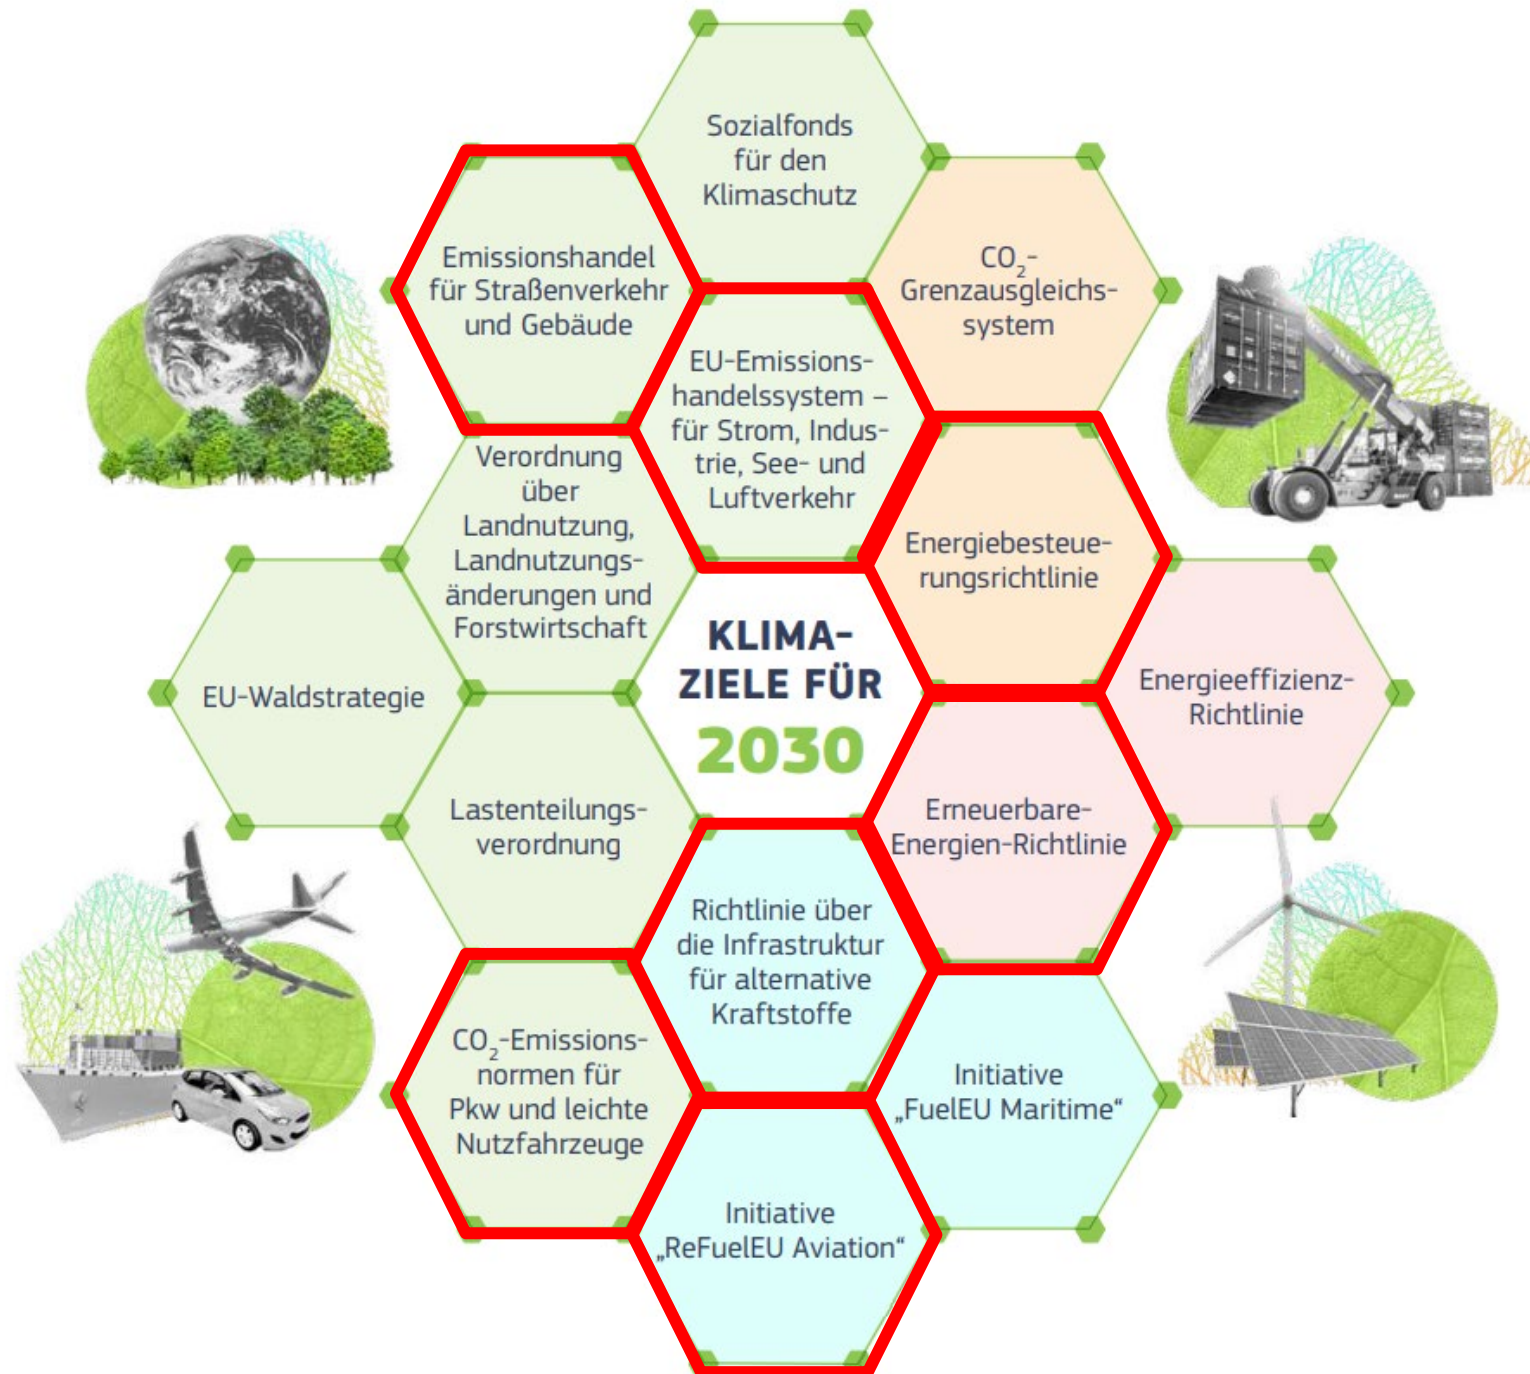 Sozialfonds
für den
Klimaschutz
Emissionshandel
für Straßenverkehr
und Gebäude
CO₂-
Grenzausgleichs-
system
EU-Emissions-
handelssystem –
für Strom, Indus-
trie, See- und
Luftverkehr
Verordnung
über
Landnutzung,
Landnutzungs-
änderungen und
Forstwirtschaft
Energiebesteue-
rungsrichtlinie
KLIMA-
ZIELE FÜR
2030
EU-Waldstrategie
Energieeffizienz-
Richtlinie
Lastenteilungs-
verordnung
Erneuerbare-
Energien-Richtlinie
Richtlinie über
die Infrastruktur
für alternative
Kraftstoffe
CO₂-Emissions-
normen für
Pkw und leichte
Nutzfahrzeuge
Initiative
„FuelEU Maritime“
Initiative
„ReFuelEU Aviation“